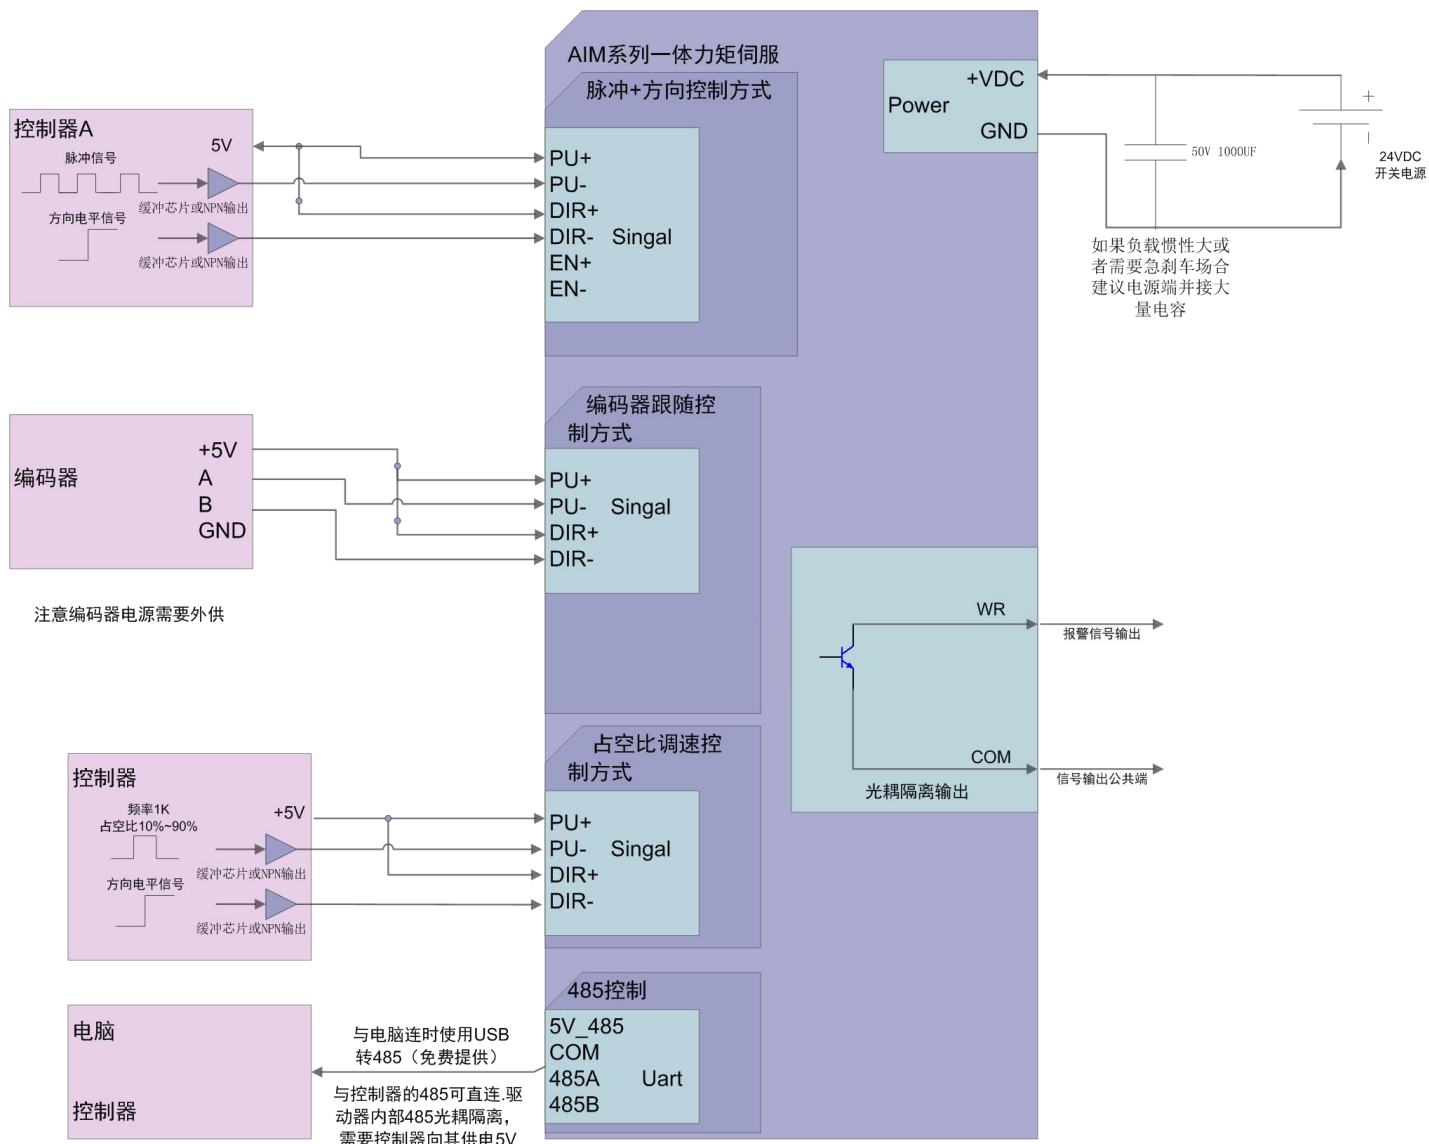 AIM系列一体力矩伺服
脉冲+方向控制方式
控制器A
脉冲信号
5V
缓冲芯片或NPN输出
方向电平信号
缓冲芯片或NPN输出
PU+
PU-
DIR+
DIR-
EN+
EN-
Singal
+VDC
Power
GND
50V 1000UF
+
-
24VDC
开关电源
如果负载惯性大或
者需要急刹车场合
建议电源端并接大
量电容
编码器跟随控
制方式
编码器
+5V
A
B
GND
PU+
PU-
DIR+
DIR-
Singal
注意编码器电源需要外供
WR
COM
光耦隔离输出
报警信号输出
信号输出公共端
占空比调速控
制方式
控制器
频率1K
占空比10%~90%
+5V
缓冲芯片或NPN输出
方向电平信号
缓冲芯片或NPN输出
PU+
PU-
DIR+
DIR-
Singal
485控制
5V_485
COM
485A
485B
Uart
电脑
控制器
与电脑连时使用USB
转485（免费提供）
与控制器的485可直连.驱
动器内部485光耦隔离，
需要控制器向其供电5V